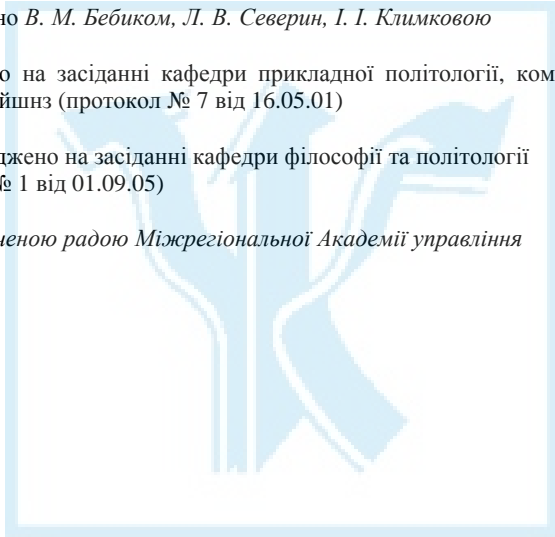 но В. М. Бебиком, Л. В. Северин, І. І. Климковою
о на засіданні кафедри прикладної політології, ком
йшнз (протокол № 7 від 16.05.01)
джено на засіданні кафедри філософії та політології
№ 1 від 01.09.05)
ченою радою Міжрегіональної Академії управління